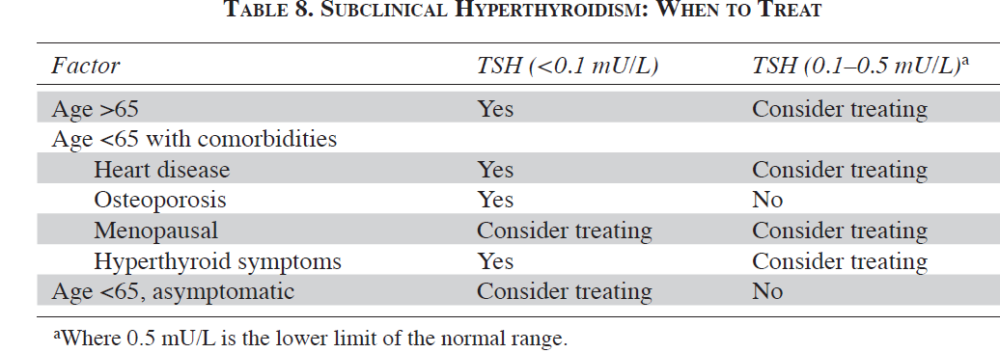 TABLE 8. SUBCLINICAL HYPERTHYROIDISM: WHEN TO TREAT
Factor TSH (<0.1 mU/L) TSH (0.1–0.5 mU/L)ᵃ
Age >65 Yes Consider treating
Age <65 with comorbidities
Heart disease Yes Consider treating
Osteoporosis Yes No
Menopausal Consider treating Consider treating
Hyperthyroid symptoms Yes Consider treating
Age <65, asymptomatic Consider treating No
ᵃWhere 0.5 mU/L is the lower limit of the normal range.